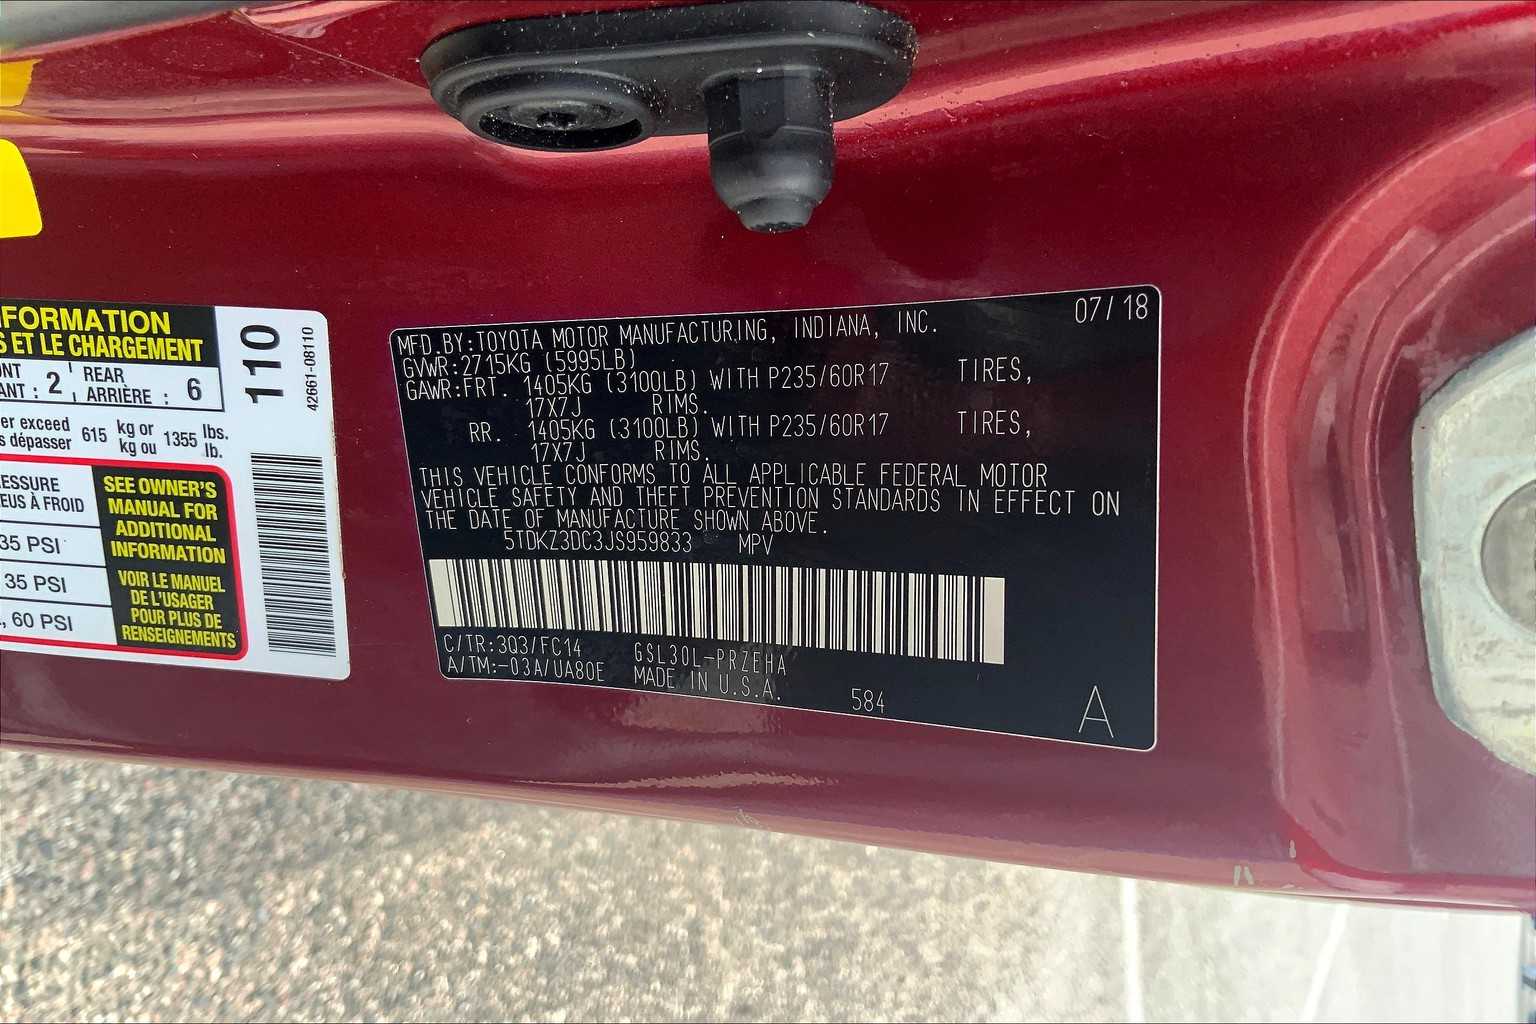 FORMATION
S ET LE CHARGEMENT
NT 2 REAR 6
ANT : ARRIÈRE :
er exceed 615 kg or 1355 lbs.
s dépasser kg ou lb.
ESSURE
EUS À FROID
35 PSI
35 PSI
, 60 PSI
SEE OWNER'S
MANUAL FOR
ADDITIONAL
INFORMATION
VOIR LE MANUEL
DE L'USAGER
POUR PLUS DE
RENSEIGNEMENTS
110
42661-08110
07/18
MFD.BY:TOYOTA MOTOR MANUFACTURING, INDIANA, INC.
GVWR:2715KG (5995LB)
GAWR:FRT. 1405KG (3100LB) WITH P235/60R17 TIRES,
17X7J RIMS.
RR. 1405KG (3100LB) WITH P235/60R17 TIRES,
17X7J RIMS.
THIS VEHICLE CONFORMS TO ALL APPLICABLE FEDERAL MOTOR
VEHICLE SAFETY AND THEFT PREVENTION STANDARDS IN EFFECT ON
THE DATE OF MANUFACTURE SHOWN ABOVE.
5TDKZ3DC3JS959833 MPV
C/TR:3Q3/FC14 GSL30L-PRZEHA
A/TM:-03A/UA80E MADE IN U.S.A.
584
A